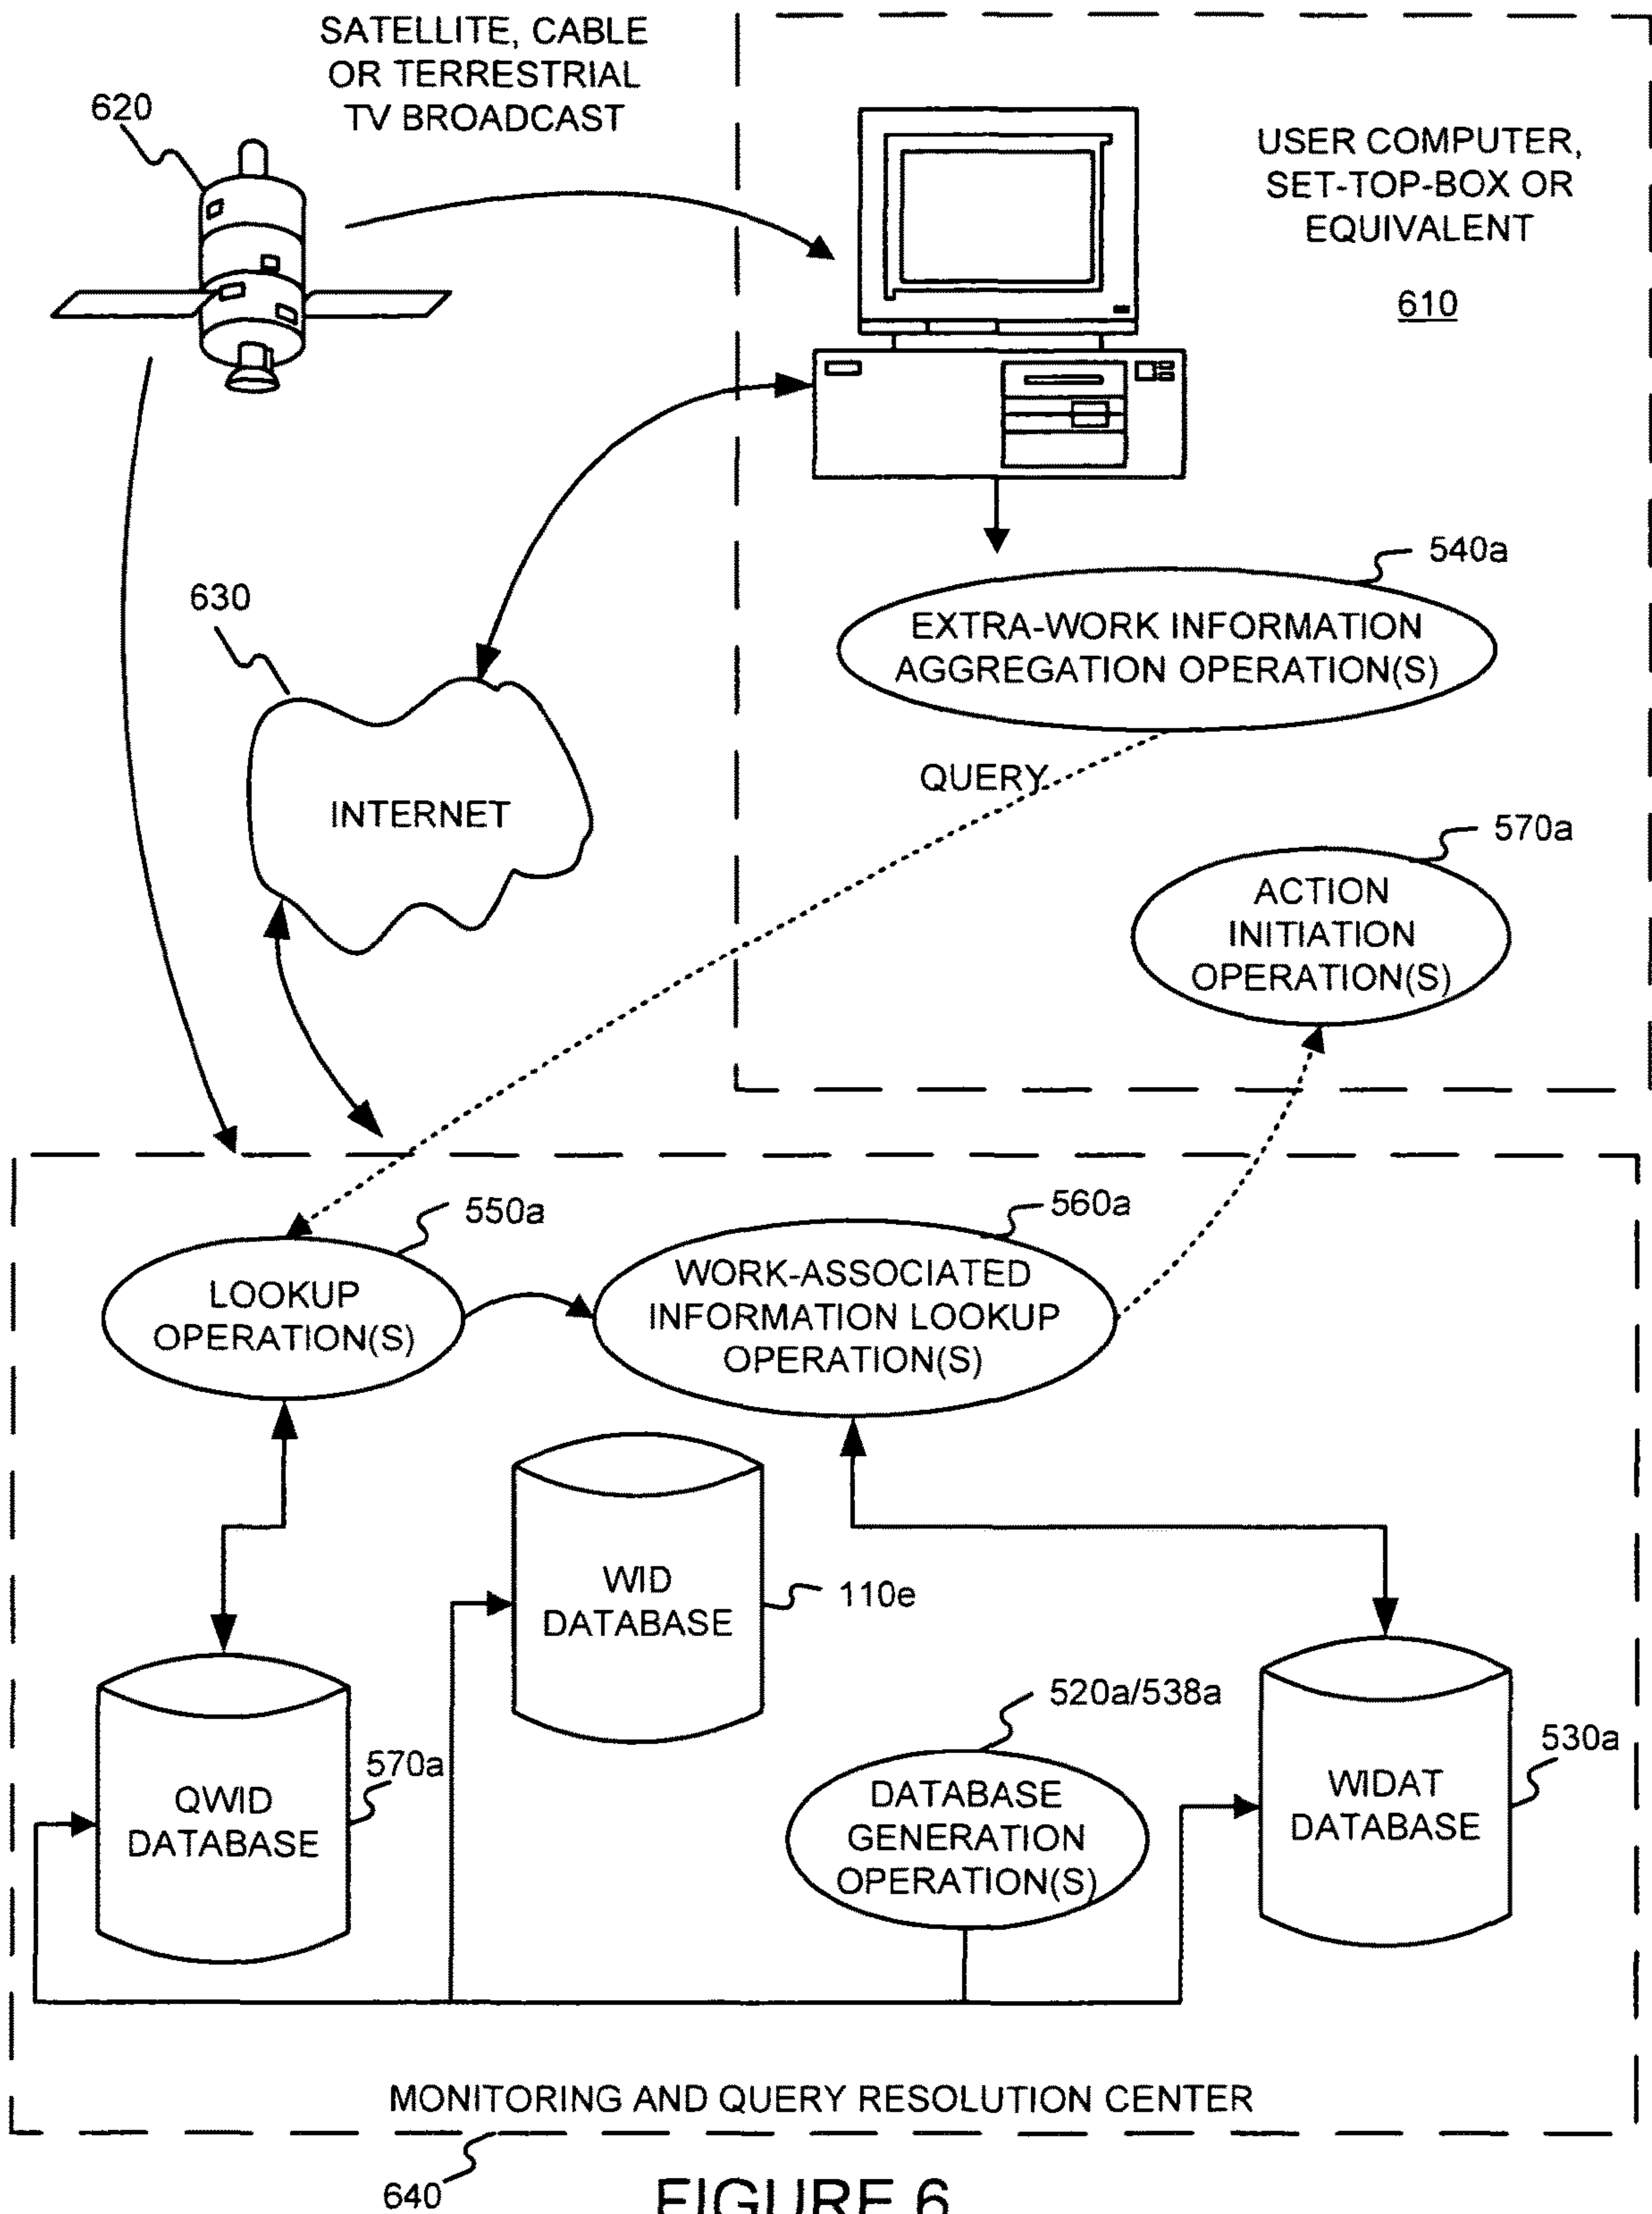 SATELLITE, CABLE
OR TERRESTRIAL
TV BROADCAST
620
USER COMPUTER,
SET-TOP-BOX OR
EQUIVALENT
610
540a
EXTRA-WORK INFORMATION
AGGREGATION OPERATION(S)
630
INTERNET
QUERY
570a
ACTION
INITIATION
OPERATION(S)
550a
LOOKUP
OPERATION(S)
560a
WORK-ASSOCIATED
INFORMATION LOOKUP
OPERATION(S)
WID
DATABASE
110e
QWID
DATABASE
570a
520a/538a
DATABASE
GENERATION
OPERATION(S)
WIDAT
DATABASE
530a
MONITORING AND QUERY RESOLUTION CENTER
640
FIGURE 6